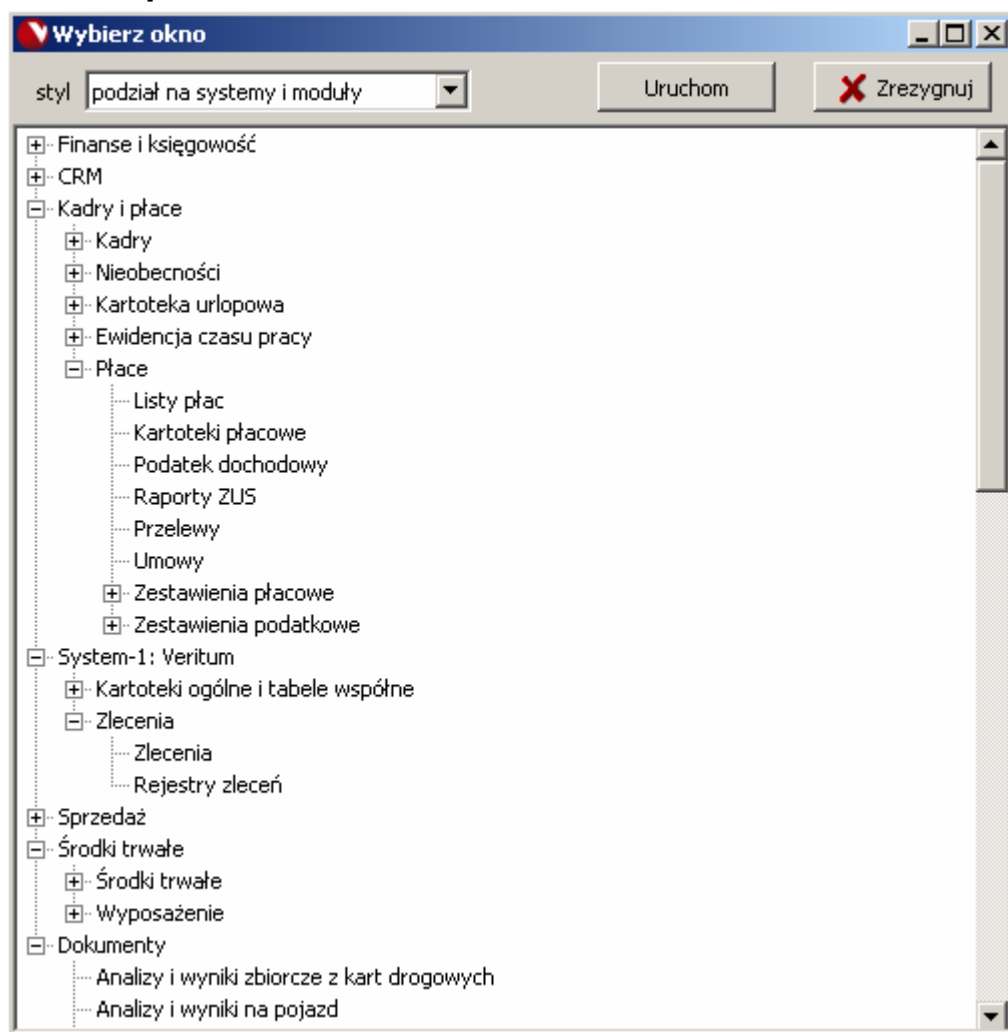 Wybierz okno
styl podział na systemy i moduły Uruchom Zrezygnuj
Finanse i księgowość
CRM
Kadry i płace
Kadry
Nieobecności
Kartoteka urlopowa
Ewidencja czasu pracy
Płace
Listy płac
Kartoteki płacowe
Podatek dochodowy
Raporty ZUS
Przelewy
Umowy
Zestawienia płacowe
Zestawienia podatkowe
System-1: Veritum
Kartoteki ogólne i tabele wspólne
Zlecenia
Zlecenia
Rejestry zleceń
Sprzedaż
Środki trwałe
Środki trwałe
Wyposażenie
Dokumenty
Analizy i wyniki zbiorcze z kart drogowych
Analizy i wyniki na pojazd